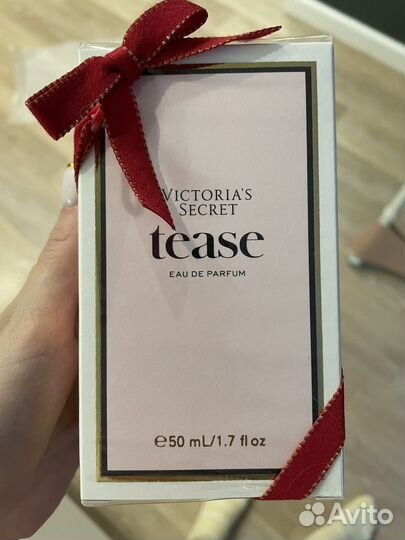 VICTORIA'S
SECRET
tease
EAU DE PARFUM
℮50 mL/1.7 fl oz
Avito